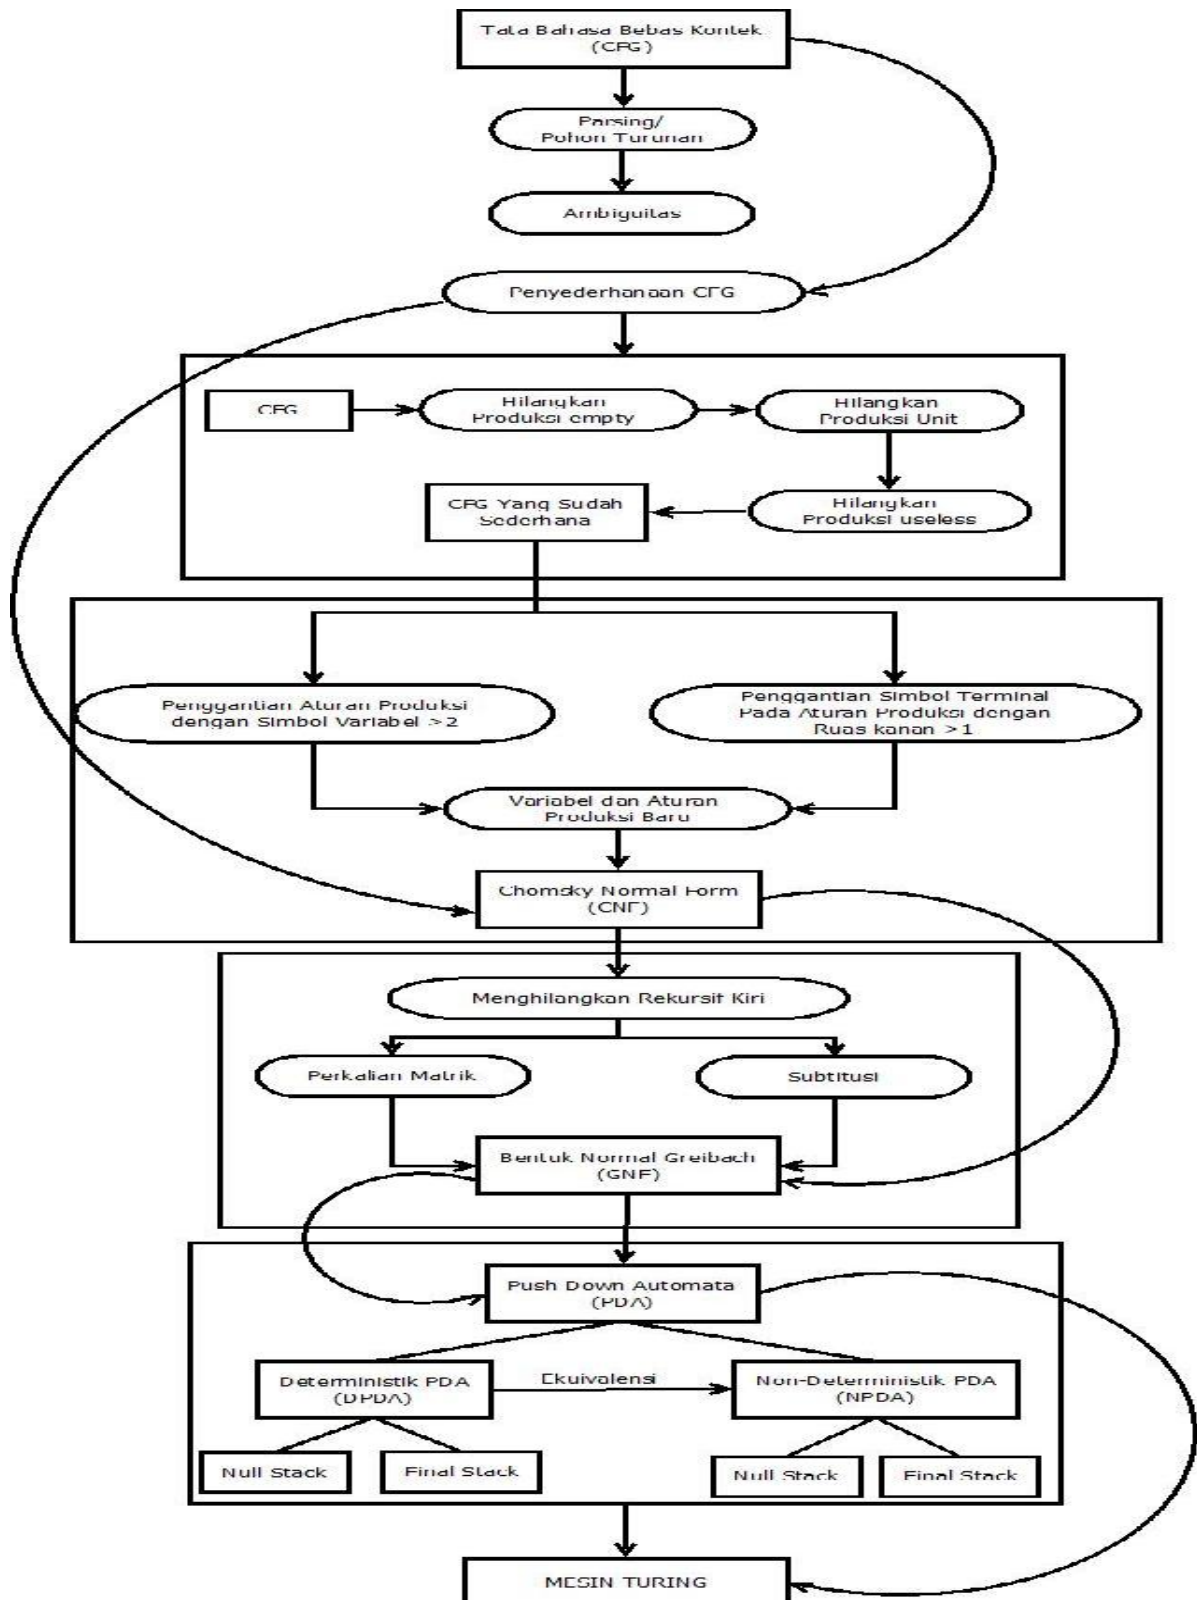 Tata Bahasa Bebas Kontek
(CFG)
Parsing/
Pohon Turunan
Ambiguitas
Penyederhanaan CFG
CFG
Hilangkan
Produksi empty
Hilangkan
Produksi Unit
CFG Yang Sudah
Sederhana
Hilangkan
Produksi useless
Penggantian Aturan Produksi
dengan Simbol Variabel >2
Penggantian Simbol Terminal
Pada Aturan Produksi dengan
Ruas kanan >1
Variabel dan Aturan
Produksi Baru
Chomsky Normal Form
(CNF)
Menghilangkan Rekursif Kiri
Perkalian Matrik
Subtitusi
Bentuk Normal Greibach
(GNF)
Push Down Automata
(PDA)
Deterministik PDA
(DPDA)
Ekuivalensi
Non-Deterministik PDA
(NPDA)
Null Stack
Final Stack
Null Stack
Final Stack
MESIN TURING